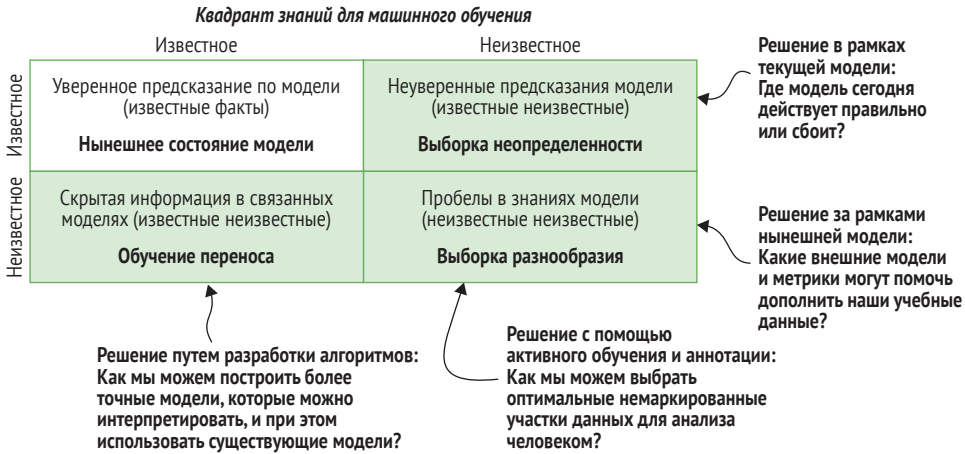 Квадрант знаний для машинного обучения
Известное
Неизвестное
Известное
Уверенное предсказание по модели
(известные факты)
Нынешнее состояние модели
Неуверенные предсказания модели
(известные неизвестные)
Выборка неопределенности
Решение в рамках
текущей модели:
Где модель сегодня
действует правильно
или сбоит?
Неизвестное
Скрытая информация в связанных
моделях (известные неизвестные)
Обучение переноса
Пробелы в знаниях модели
(неизвестные неизвестные)
Выборка разнообразия
Решение за рамками
нынешней модели:
Какие внешние модели
и метрики могут помочь
дополнить наши учебные
данные?
Решение путем разработки алгоритмов:
Как мы можем построить более
точные модели, которые можно
интерпретировать, и при этом
использовать существующие модели?
Решение с помощью
активного обучения и аннотации:
Как мы можем выбрать
оптимальные немаркированные
участки данных для анализа
человеком?